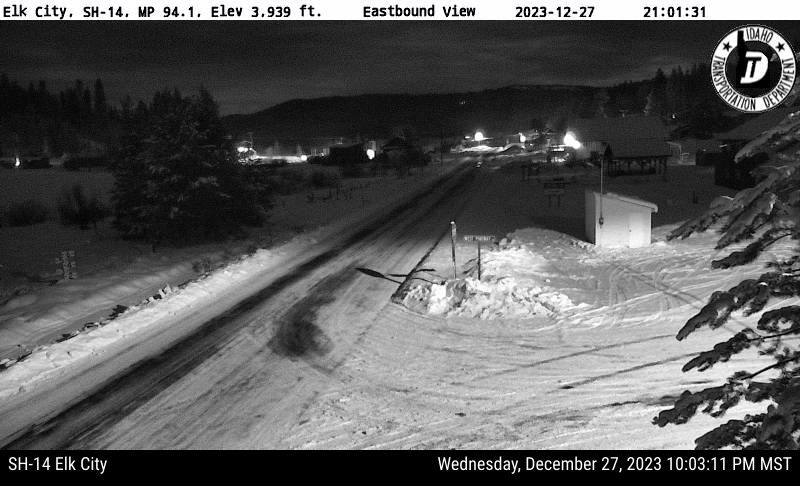 Elk City, SH-14, MP 94.1, Elev 3,939 ft. Eastbound View 2023-12-27 21:01:31
IDAHO
TRANSPORTATION DEPARTMENT
SH-14 Elk City Wednesday, December 27, 2023 10:03:11 PM MST